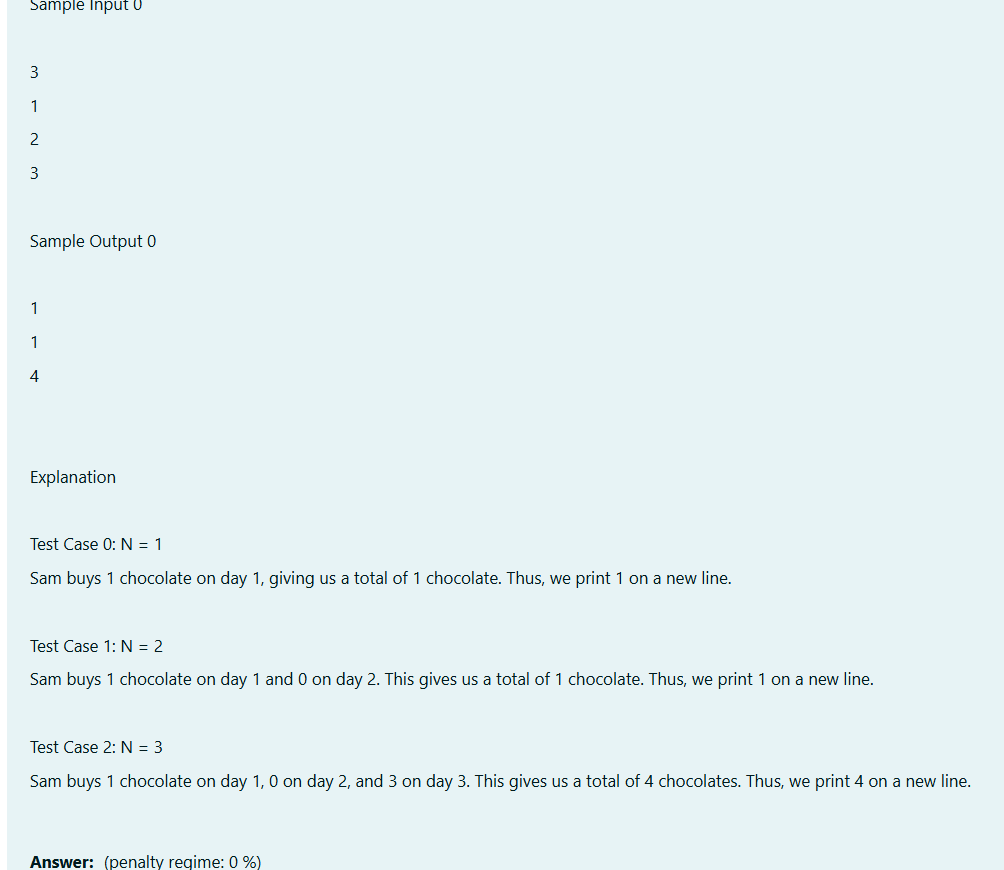 Sample Input 0
3
1
2
3
Sample Output 0
1
1
4
Explanation
Test Case 0: N = 1
Sam buys 1 chocolate on day 1, giving us a total of 1 chocolate. Thus, we print 1 on a new line.
Test Case 1: N = 2
Sam buys 1 chocolate on day 1 and 0 on day 2. This gives us a total of 1 chocolate. Thus, we print 1 on a new line.
Test Case 2: N = 3
Sam buys 1 chocolate on day 1, 0 on day 2, and 3 on day 3. This gives us a total of 4 chocolates. Thus, we print 4 on a new line.
Answer: (penalty regime: 0 %)